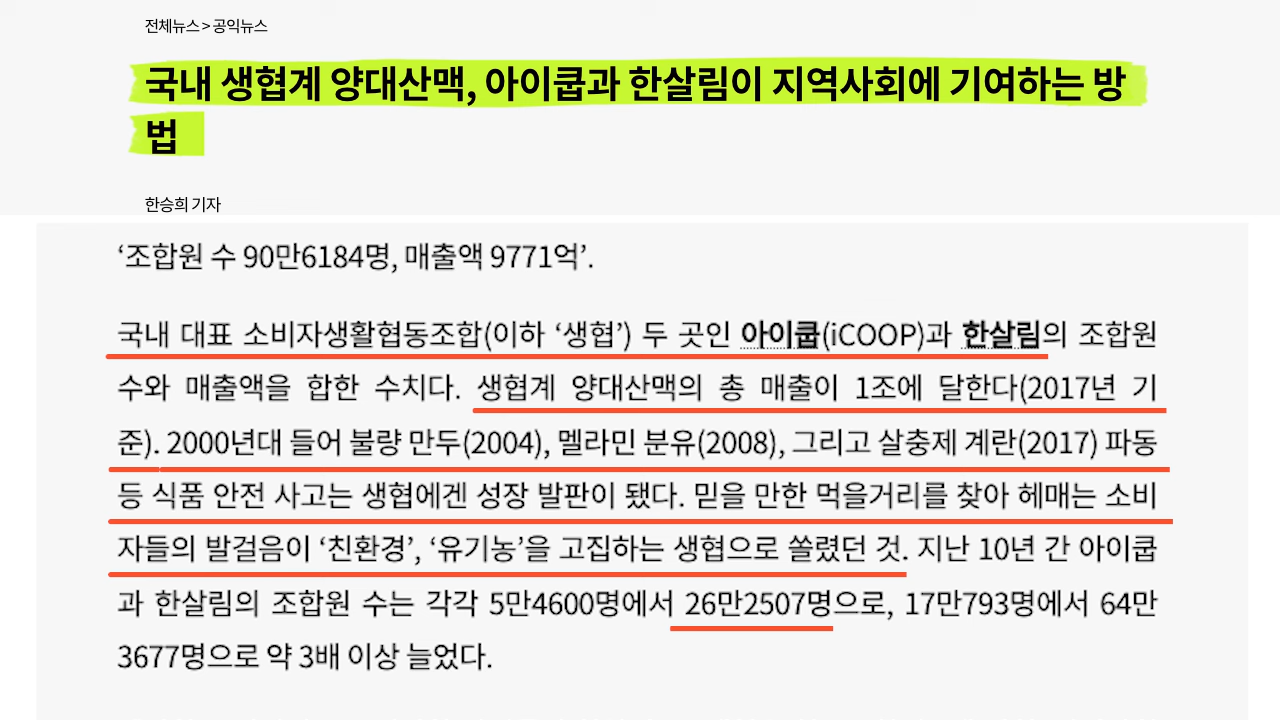 전체뉴스 > 공익뉴스
국내 생협계 양대산맥, 아이쿱과 한살림이 지역사회에 기여하는 방
법
한승희 기자
‘조합원 수 90만6184명, 매출액 9771억’.
국내 대표 소비자생활협동조합(이하 ‘생협’) 두 곳인 아이쿱(iCOOP)과 한살림의 조합원
수와 매출액을 합한 수치다. 생협계 양대산맥의 총 매출이 1조에 달한다(2017년 기
준). 2000년대 들어 불량 만두(2004), 멜라민 분유(2008), 그리고 살충제 계란(2017) 파동
등 식품 안전 사고는 생협에겐 성장 발판이 됐다. 믿을 만한 먹을거리를 찾아 헤매는 소비
자들의 발걸음이 ‘친환경’, ‘유기농’을 고집하는 생협으로 쏠렸던 것. 지난 10년 간 아이쿱
과 한살림의 조합원 수는 각각 5만4600명에서 26만2507명으로, 17만793명에서 64만
3677명으로 약 3배 이상 늘었다.